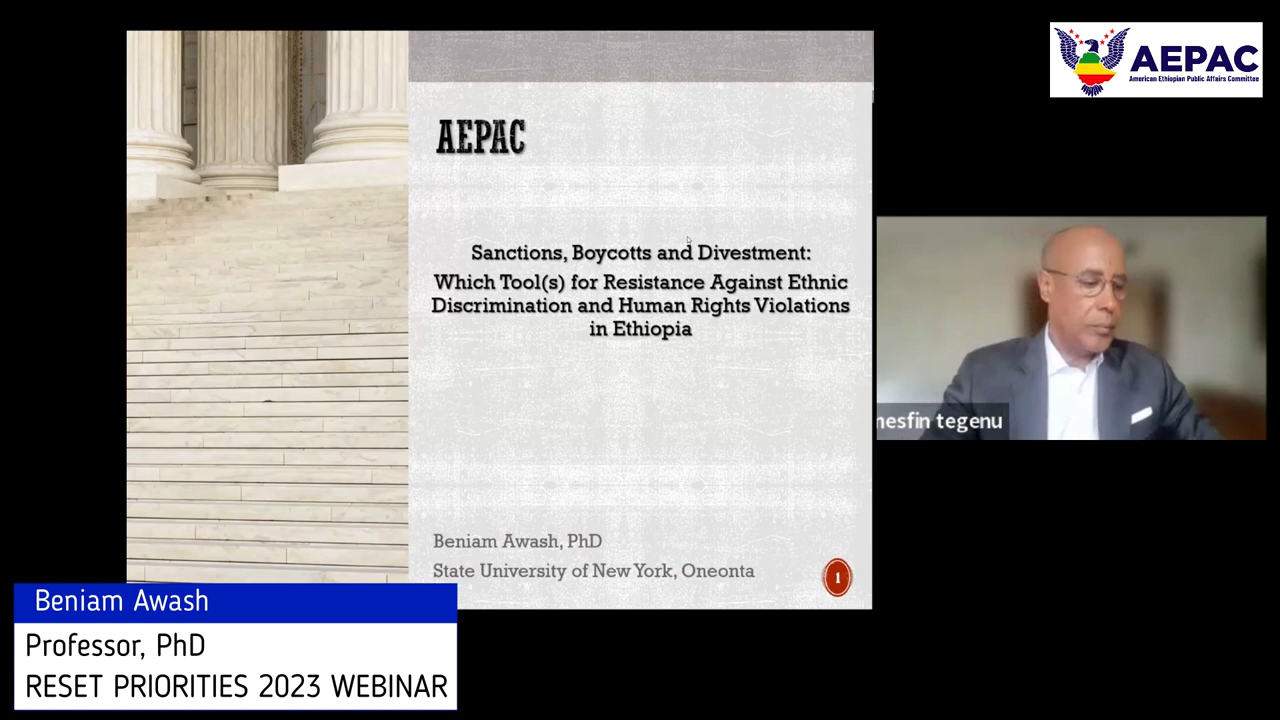 AEPAC
American Ethiopian Public Affairs Committee
AEPAC
Sanctions, Boycotts and Divestment:
Which Tool(s) for Resistance Against Ethnic
Discrimination and Human Rights Violations
in Ethiopia
Beniam Awash, PhD
State University of New York, Oneonta
1
nesfin tegenu
Beniam Awash
Professor, PhD
RESET PRIORITIES 2023 WEBINAR